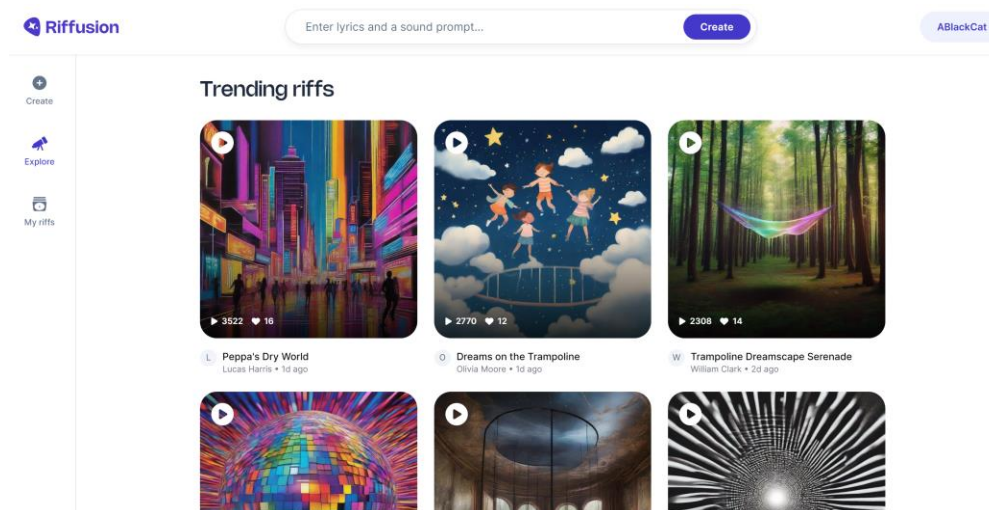 Riffusion
Enter lyrics and a sound prompt...
Create
ABlackCat
Create
Explore
My riffs
Trending riffs
3522 16
2770 12
2308 14
L Peppa's Dry World
Lucas Harris • 1d ago
O Dreams on the Trampoline
Olivia Moore • 1d ago
W Trampoline Dreamscape Serenade
William Clark • 2d ago